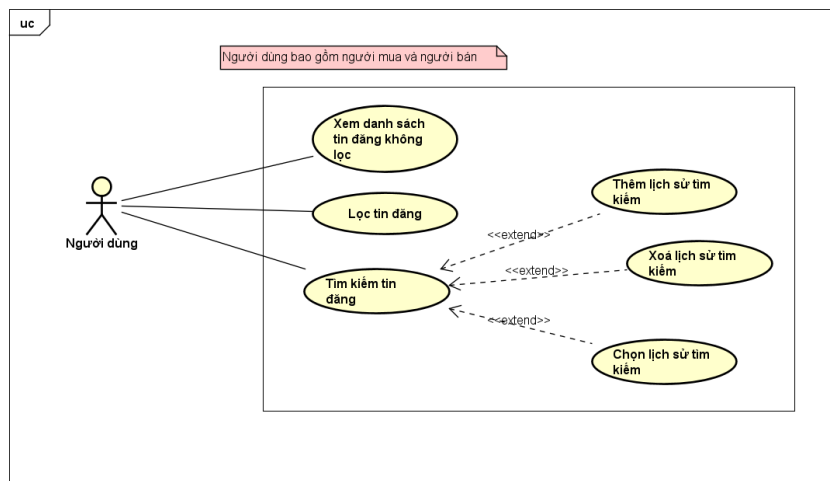 uc
Người dùng bao gồm người mua và người bán
Xem danh sách
tin đăng không
lọc
Lọc tin đăng
Tìm kiếm tin
đăng
Người dùng
Thêm lịch sử tìm
kiếm
<<extend>>
Xoá lịch sử tìm
kiếm
<<extend>>
<<extend>>
Chọn lịch sử tìm
kiếm